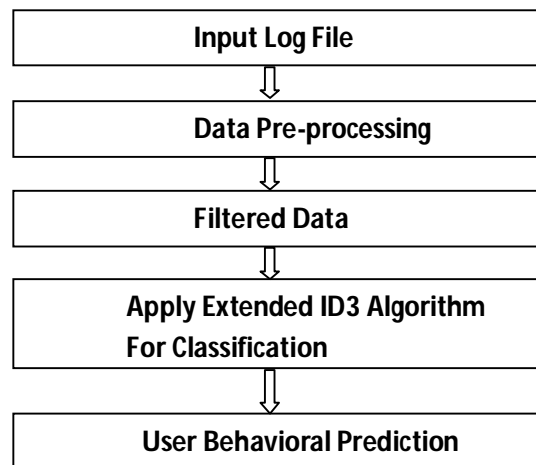 Input Log File
Data Pre-processing
Filtered Data
Apply Extended ID3 Algorithm
For Classification
User Behavioral Prediction